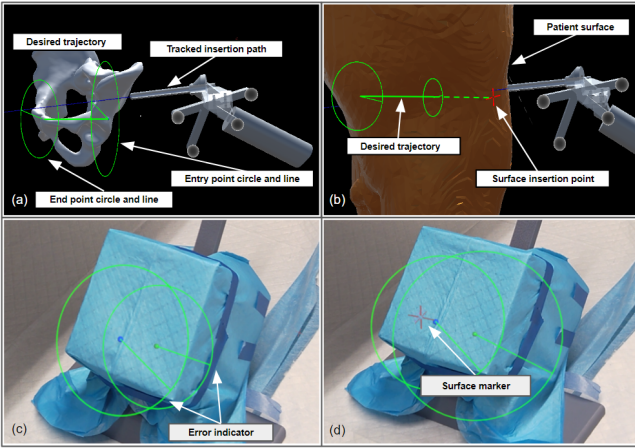 Desired trajectory
Tracked insertion path
Entry point circle and line
End point circle and line
(a)
Patient surface
Desired trajectory
Surface insertion point
(b)
Error indicator
(c)
Surface marker
(d)